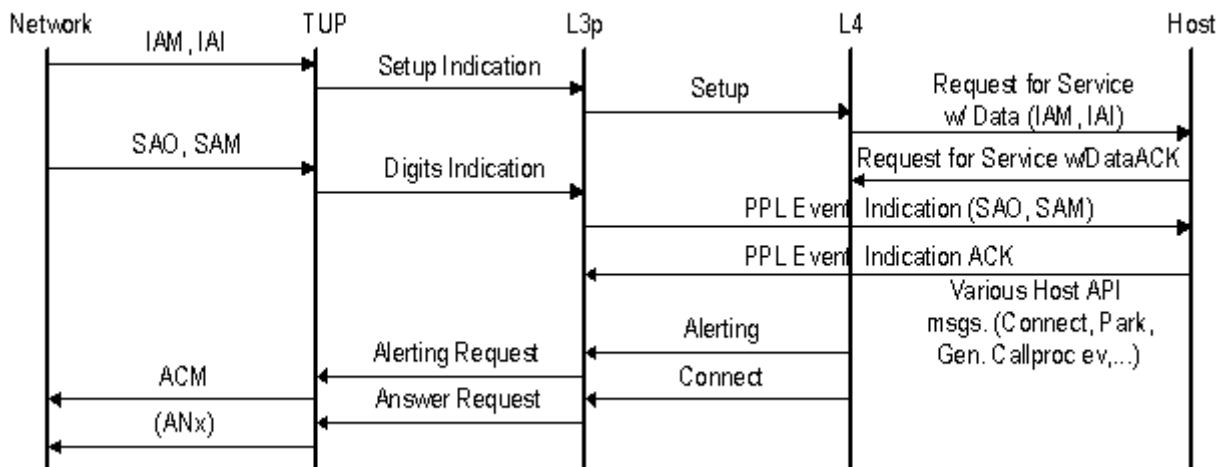 Network TUP L3p L4 Host
IAM, IAI
Setup Indication
Setup
Request for Service
w/ Data (IAM, IAI)
SAO, SAM
Request for Service w/DataACK
Digits Indication
PPL Event Indication (SAO, SAM)
PPL Event Indication ACK
Various Host API
msgs. (Connect, Park,
Gen. Callproc ev,...)
Alerting
Alerting Request
ACM
Connect
Answer Request
(ANx)